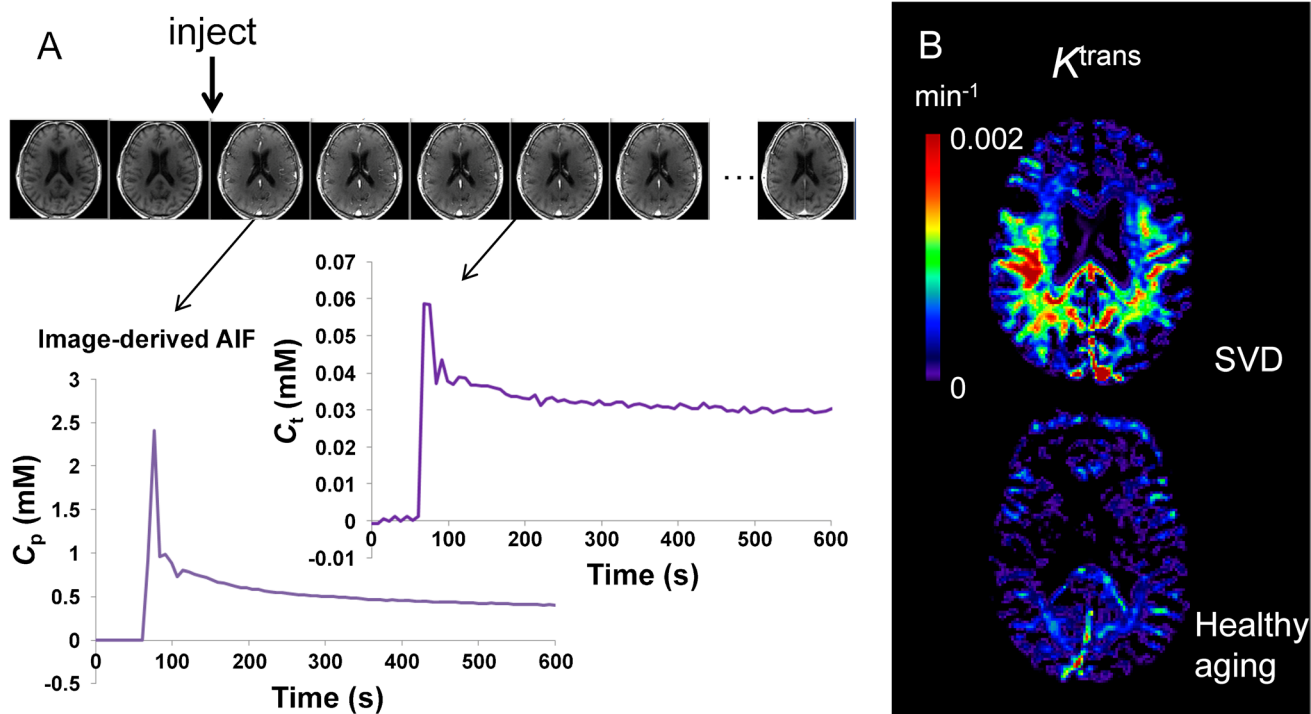 A
inject
...
Image-derived AIF
3
2.5
2
1.5
1
0.5
0
-0.5
Cp (mM)
0 100 200 300 400 500 600
Time (s)
0.07
0.06
0.05
0.04
0.03
0.02
0.01
0
-0.01
Ct (mM)
0 100 200 300 400 500 600
Time (s)
B
Ktrans
min-1
0.002
0
SVD
Healthy
aging